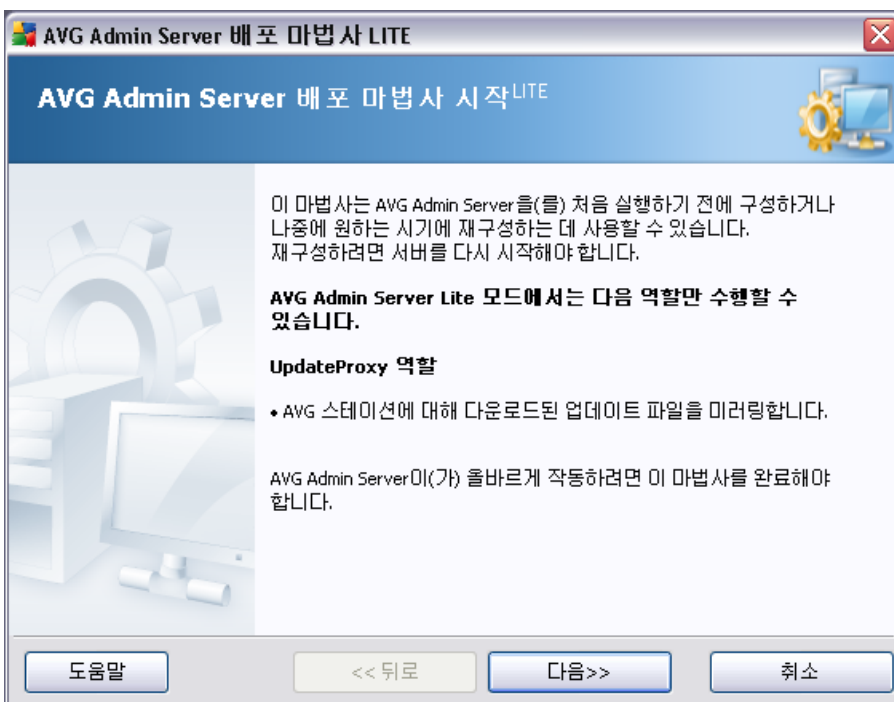 AVG Admin Server 배포 마법사 LITE
AVG Admin Server 배포 마법사 시작LITE
이 마법사는 AVG Admin Server을(를) 처음 실행하기 전에 구성하거나
나중에 원하는 시기에 재구성하는 데 사용할 수 있습니다.
재구성하려면 서버를 다시 시작해야 합니다.
AVG Admin Server Lite 모드에서는 다음 역할만 수행할 수
있습니다.
UpdateProxy 역할
• AVG 스테이션에 대해 다운로드된 업데이트 파일을 미러링합니다.
AVG Admin Server이(가) 올바르게 작동하려면 이 마법사를 완료해야
합니다.
도움말
<< 뒤로
다음>>
취소